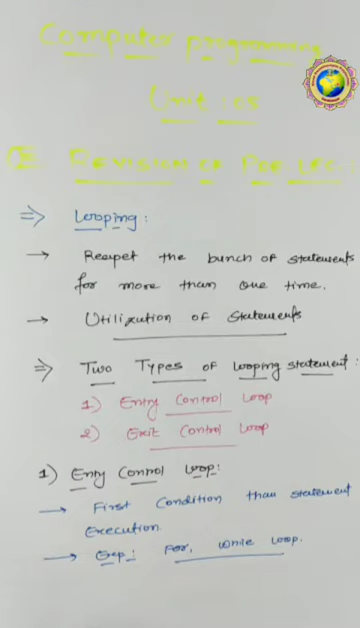 Computer programming
Unit: 05
Revision of Pre. Lec.:
⇒ Looping:
→ Reapet the bunch of statements
for more than one time.
→ Utilization of statements
⇒ Two Types of looping statement:
1) Entry Control Loop
2) Exit Control Loop
1) Entry Control Loop:
→ First Condition than statement
Execution.
→ Exp: For, while loop.